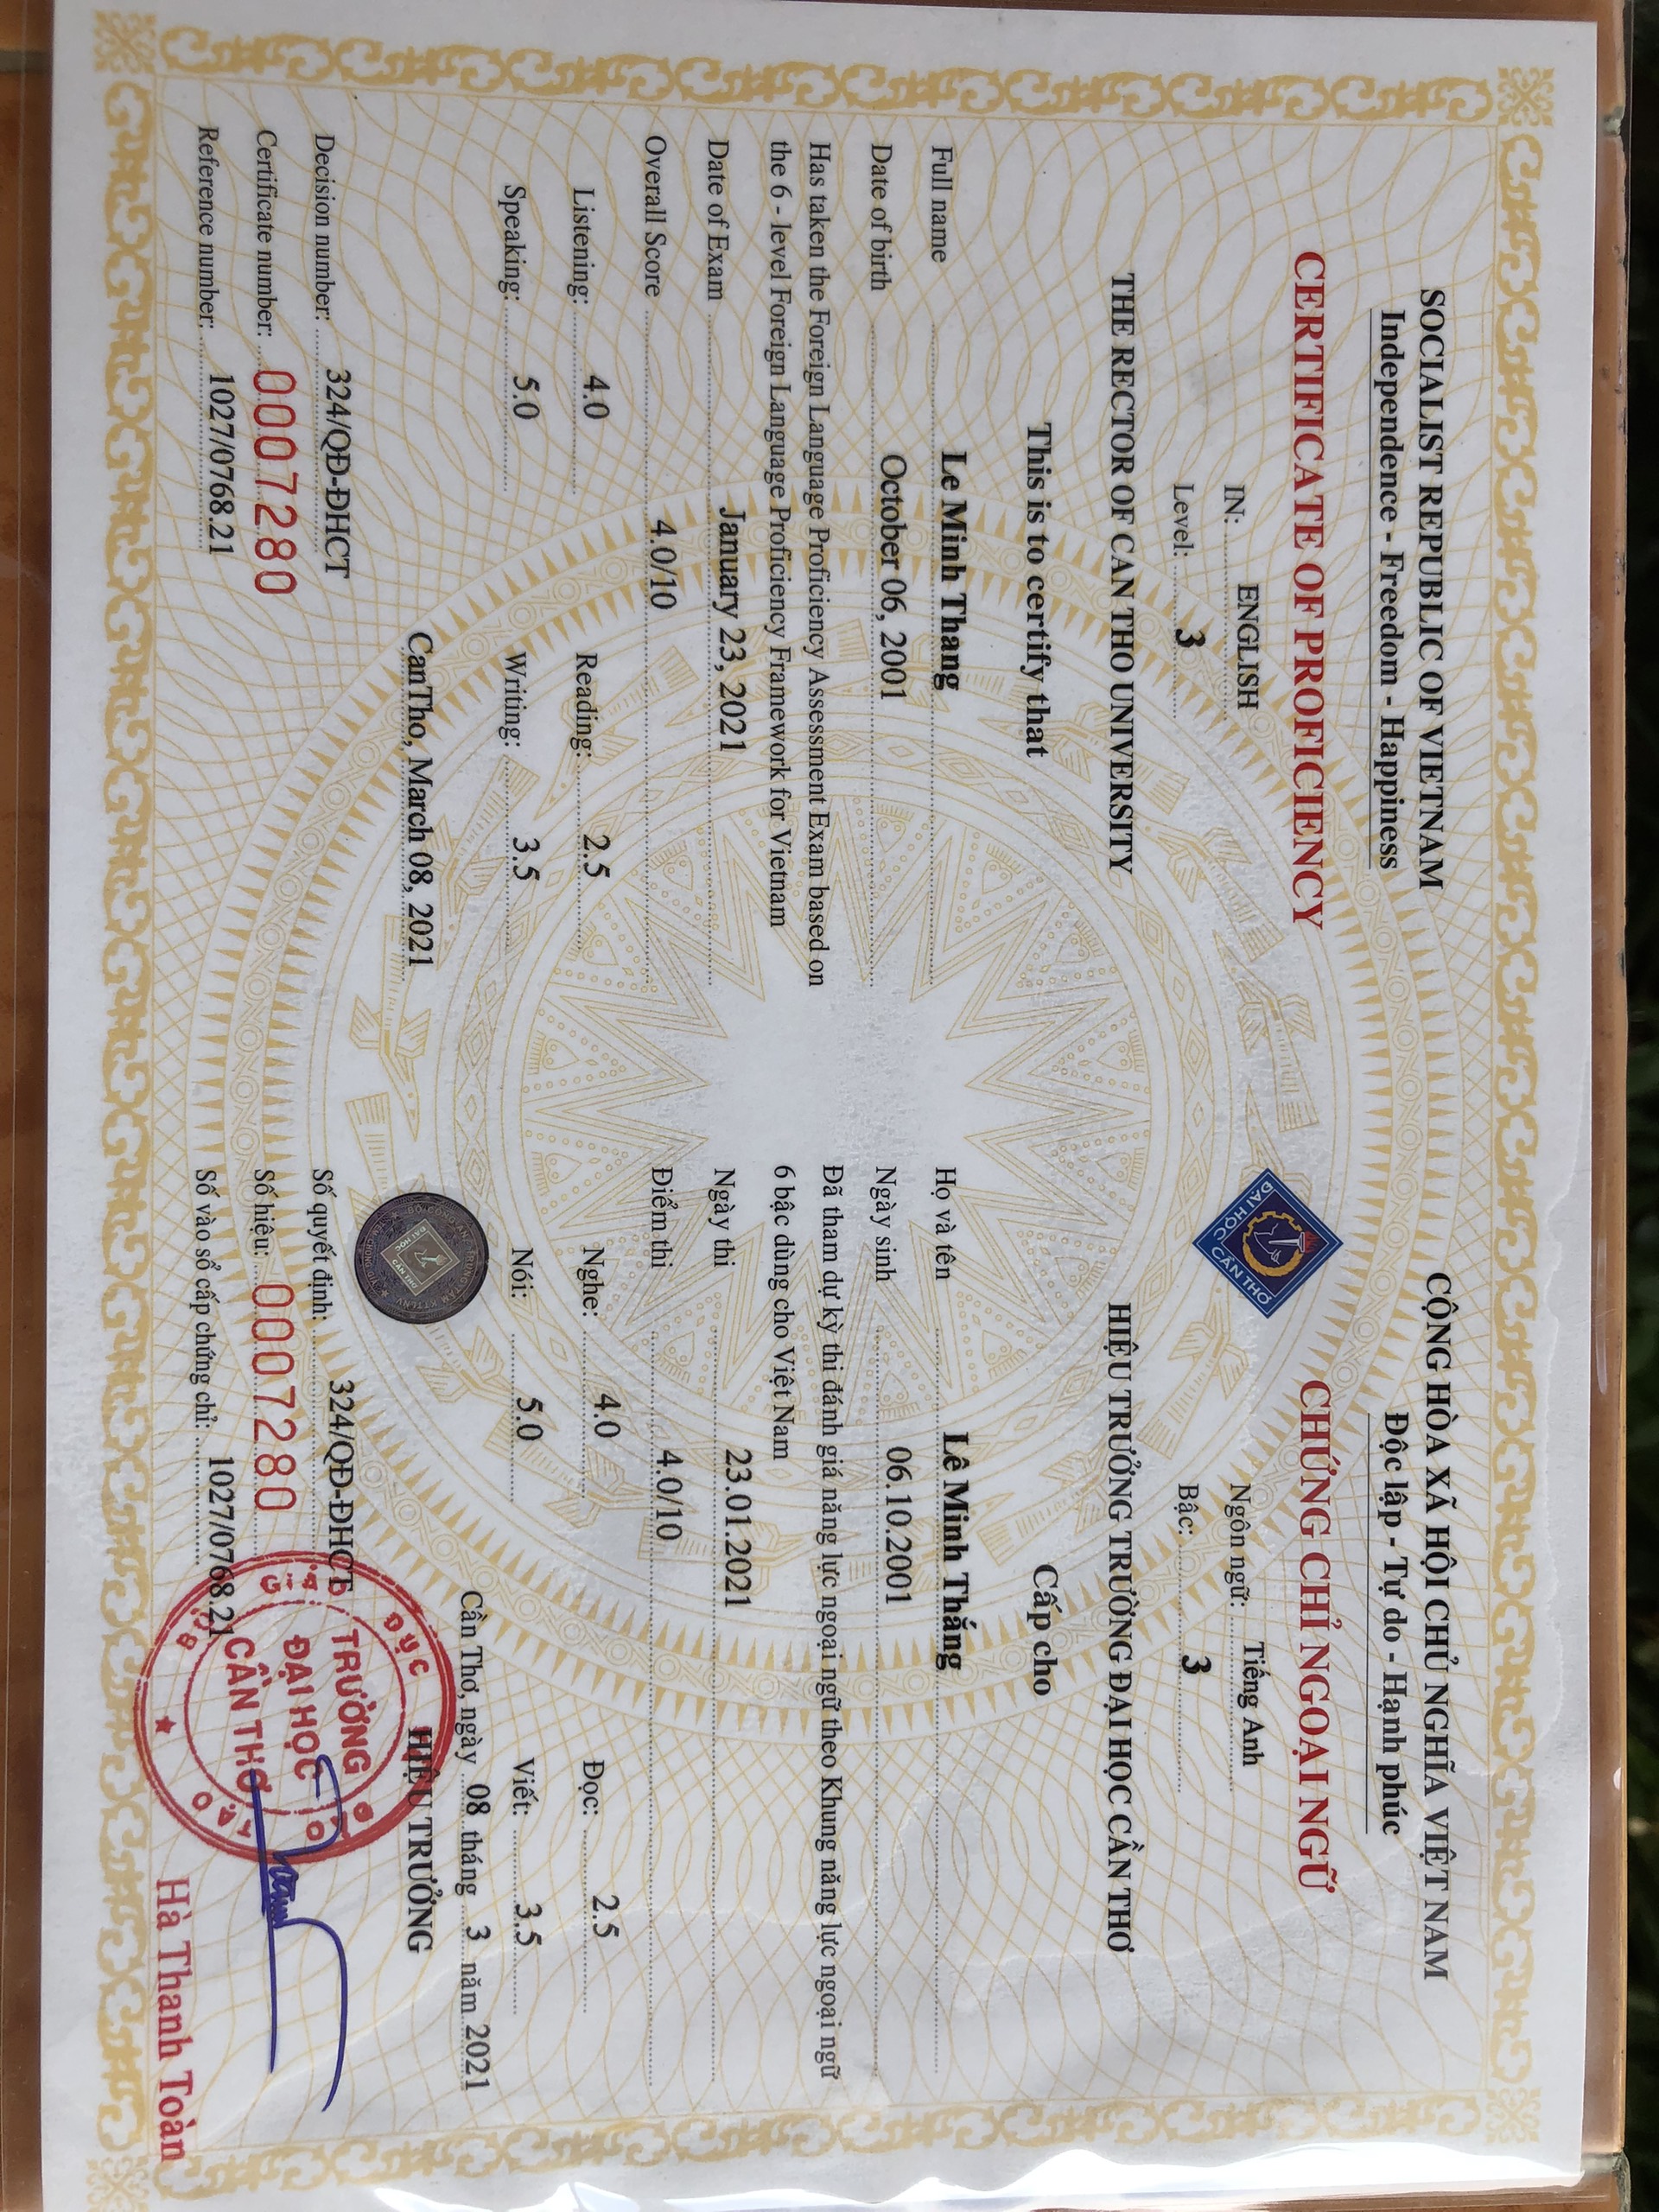 SOCIALIST REPUBLIC OF VIETNAM
Independence - Freedom - Happiness
CERTIFICATE OF PROFICIENCY
IN: ENGLISH
Level: 3
THE RECTOR OF CAN THO UNIVERSITY
This is to certify that
Full name Le Minh Thang
Date of birth October 06, 2001
Has taken the Foreign Language Proficiency Assessment Exam based on
the 6 - level Foreign Language Proficiency Framework for Vietnam
Date of Exam January 23, 2021
Overall Score 4.0/10
Listening: 4.0 Reading: 2.5
Speaking: 5.0 Writing: 3.5
CanTho, March 08, 2021
Decision number: 324/QĐ-ĐHCT
Certificate number: 0007280
Reference number: 1027/0768.21
ĐẠI HỌC CẦN THƠ
CỘNG HÒA XÃ HỘI CHỦ NGHĨA VIỆT NAM
Độc lập - Tự do - Hạnh phúc
CHỨNG CHỈ NGOẠI NGỮ
Ngôn ngữ: Tiếng Anh
Bậc: 3
HIỆU TRƯỞNG TRƯỜNG ĐẠI HỌC CẦN THƠ
Cấp cho
Họ và tên Lê Minh Thắng
Ngày sinh 06.10.2001
Đã tham dự kỳ thi đánh giá năng lực ngoại ngữ theo Khung năng lực ngoại ngữ
6 bậc dùng cho Việt Nam
Ngày thi 23.01.2021
Điểm thi 4.0/10
Nghe: 4.0 Đọc: 2.5
Nói: 5.0 Viết: 3.5
Cần Thơ, ngày 08 tháng 3 năm 2021
HIỆU TRƯỞNG
ĐẠI HỌC CẦN THƠ
TEM CHỐNG GIẢ
Số quyết định: 324/QĐ-ĐHCT
Số hiệu: 0007280
Số vào sổ cấp chứng chỉ: 1027/0768.21
BỘ GIÁO DỤC ĐÀO TẠO
TRƯỜNG
ĐẠI HỌC
CẦN THƠ
Hà Thanh Toàn